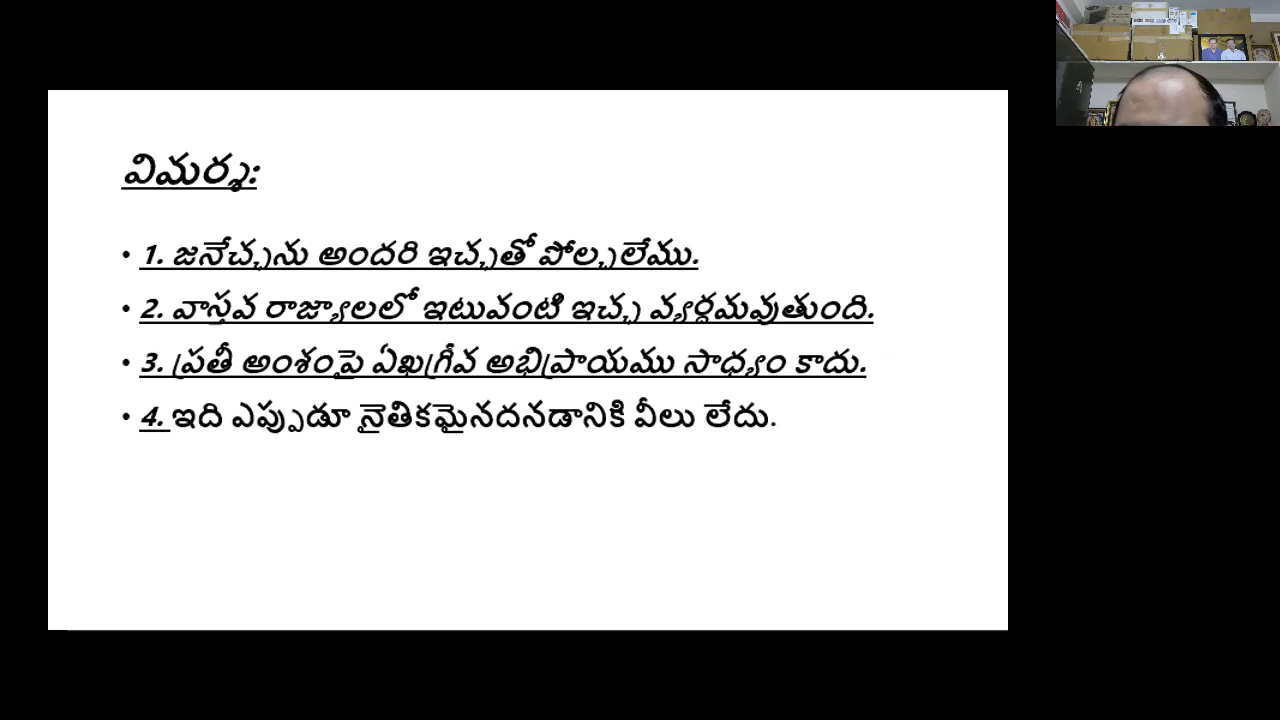 విమర్శ:
• 1. జనేచ్ఛను అందరి ఇచ్ఛతో పోల్చలేము.
• 2. వాస్తవ రాజ్యాలలో ఇటువంటి ఇచ్ఛ వ్యర్థమవుతుంది.
• 3. ప్రతీ అంశంపై ఏఖగ్రీవ అభిప్రాయము సాధ్యం కాదు.
• 4. ఇది ఎప్పుడూ నైతికమైనదనడానికి వీలు లేదు.